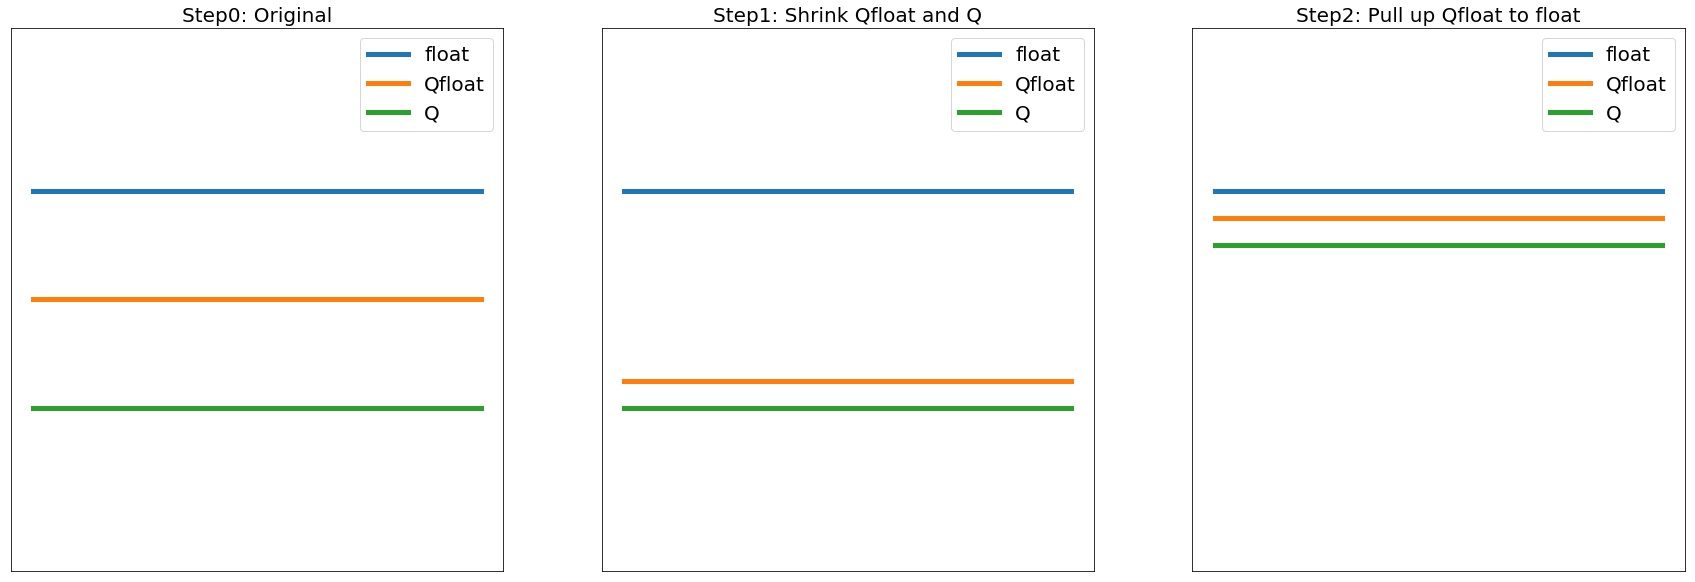 Step0: Original
float
Qfloat
Q
Step1: Shrink Qfloat and Q
float
Qfloat
Q
Step2: Pull up Qfloat to float
float
Qfloat
Q